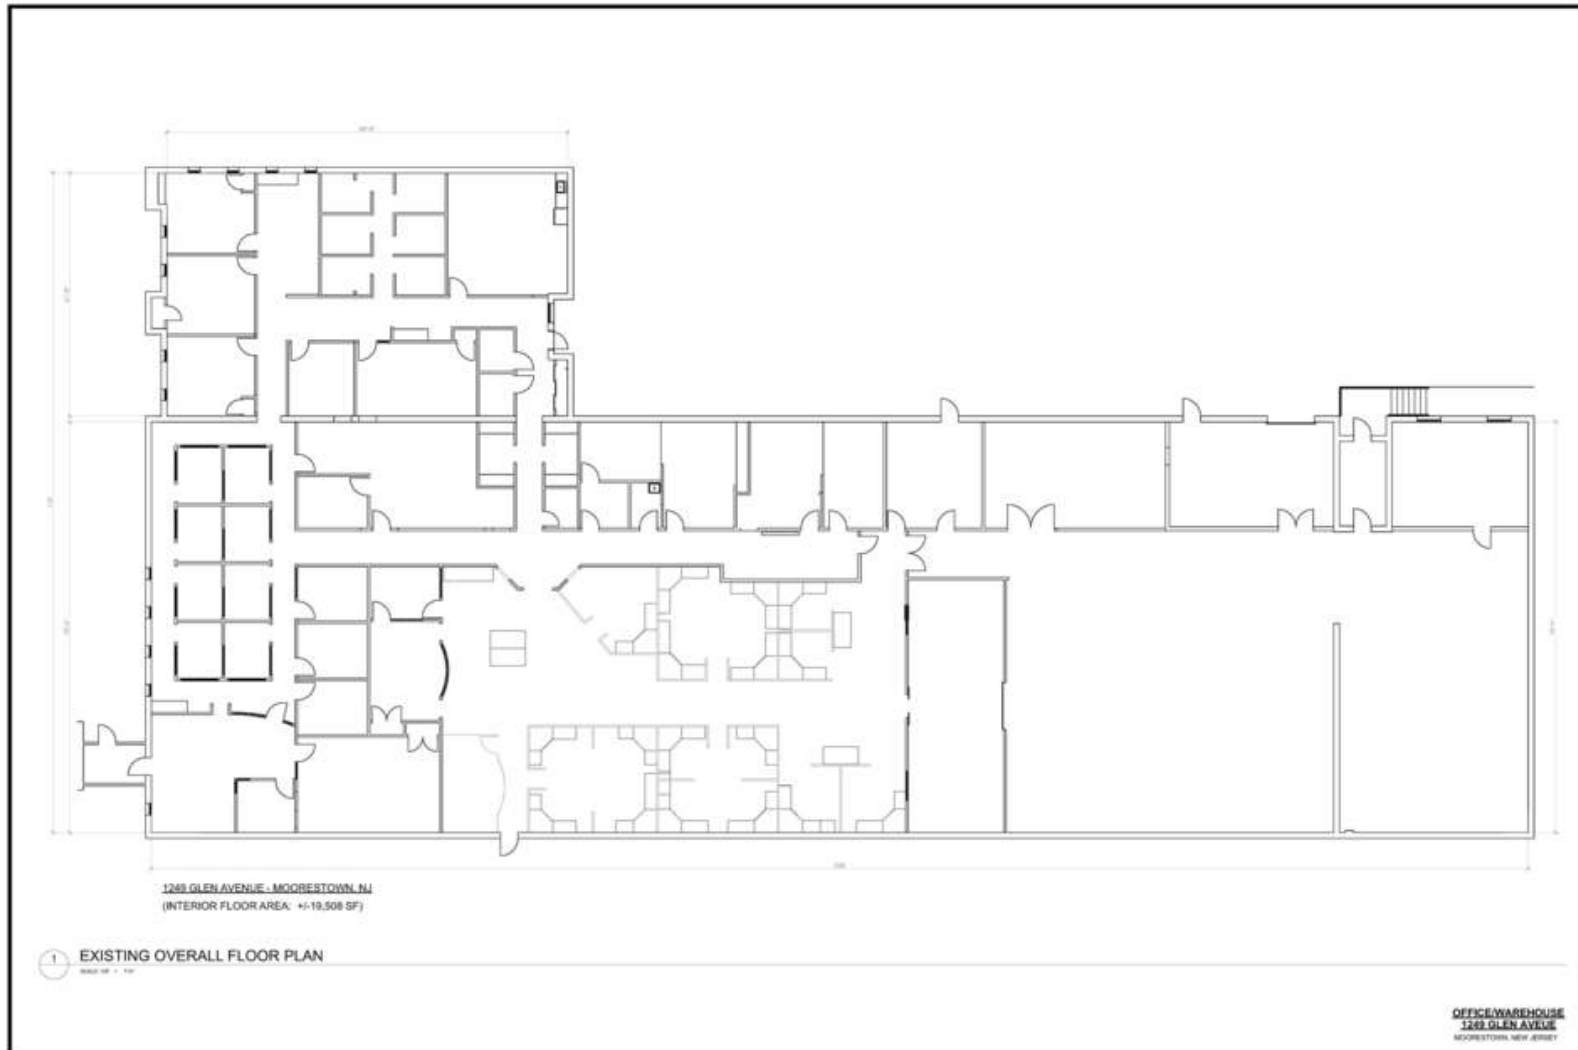 1249 GLEN AVENUE - MOORESTOWN, NJ
(INTERIOR FLOOR AREA: +/-19,508 SF)
1
EXISTING OVERALL FLOOR PLAN
OFFICE/WAREHOUSE
1249 GLEN AVEUE
MOORESTOWN, NEW JERSEY